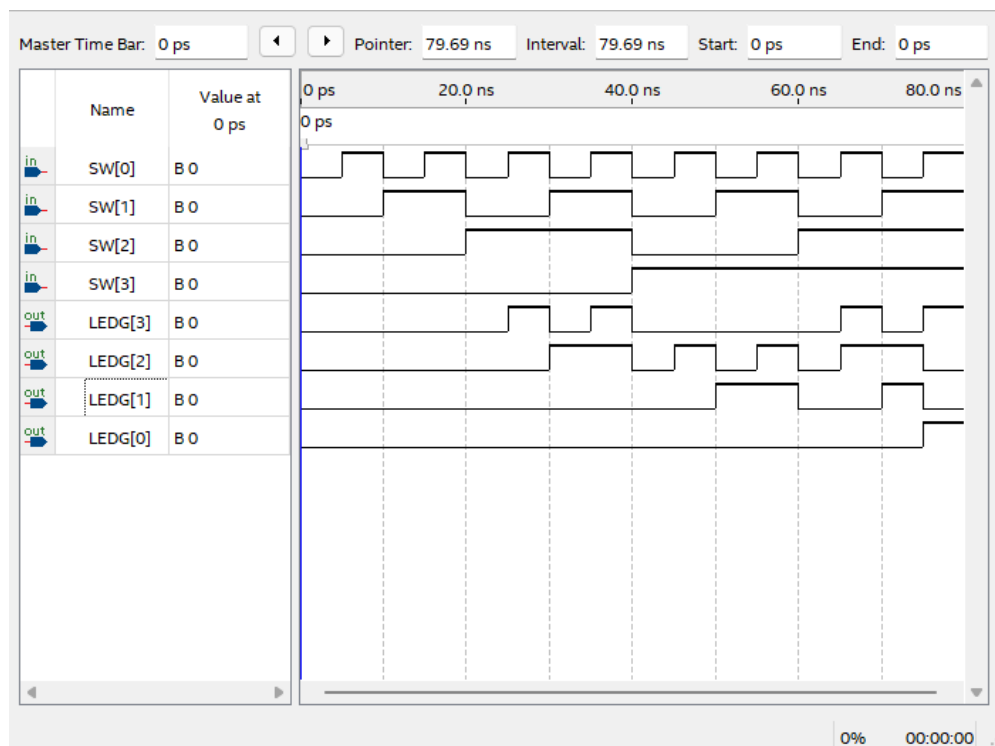 Master Time Bar: 0 ps Pointer: 79.69 ns Interval: 79.69 ns Start: 0 ps End: 0 ps
Name Value at 0 ps
0 ps 20.0 ns 40.0 ns 60.0 ns 80.0 ns
0 ps
in SW[0] B 0
in SW[1] B 0
in SW[2] B 0
in SW[3] B 0
out LEDG[3] B 0
out LEDG[2] B 0
out LEDG[1] B 0
out LEDG[0] B 0
0% 00:00:00